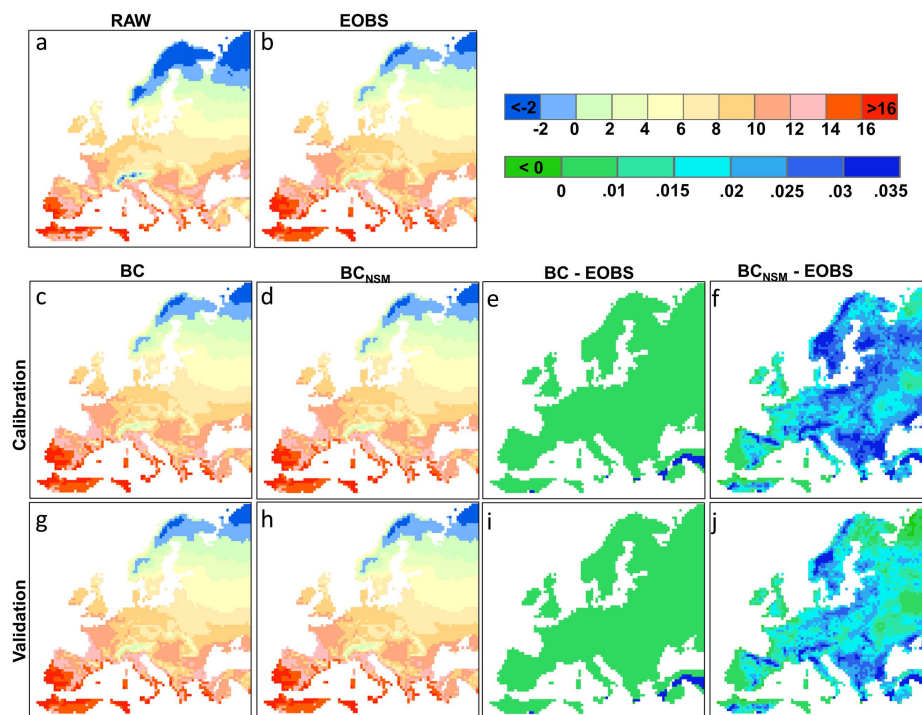 RAW EOBS
a b
<-2 >16
-2 0 2 4 6 8 10 12 14 16
< 0
0 .01 .015 .02 .025 .03 .035
BC BCNSM BC - EOBS BCNSM - EOBS
c d e f
Calibration
g h i j
Validation